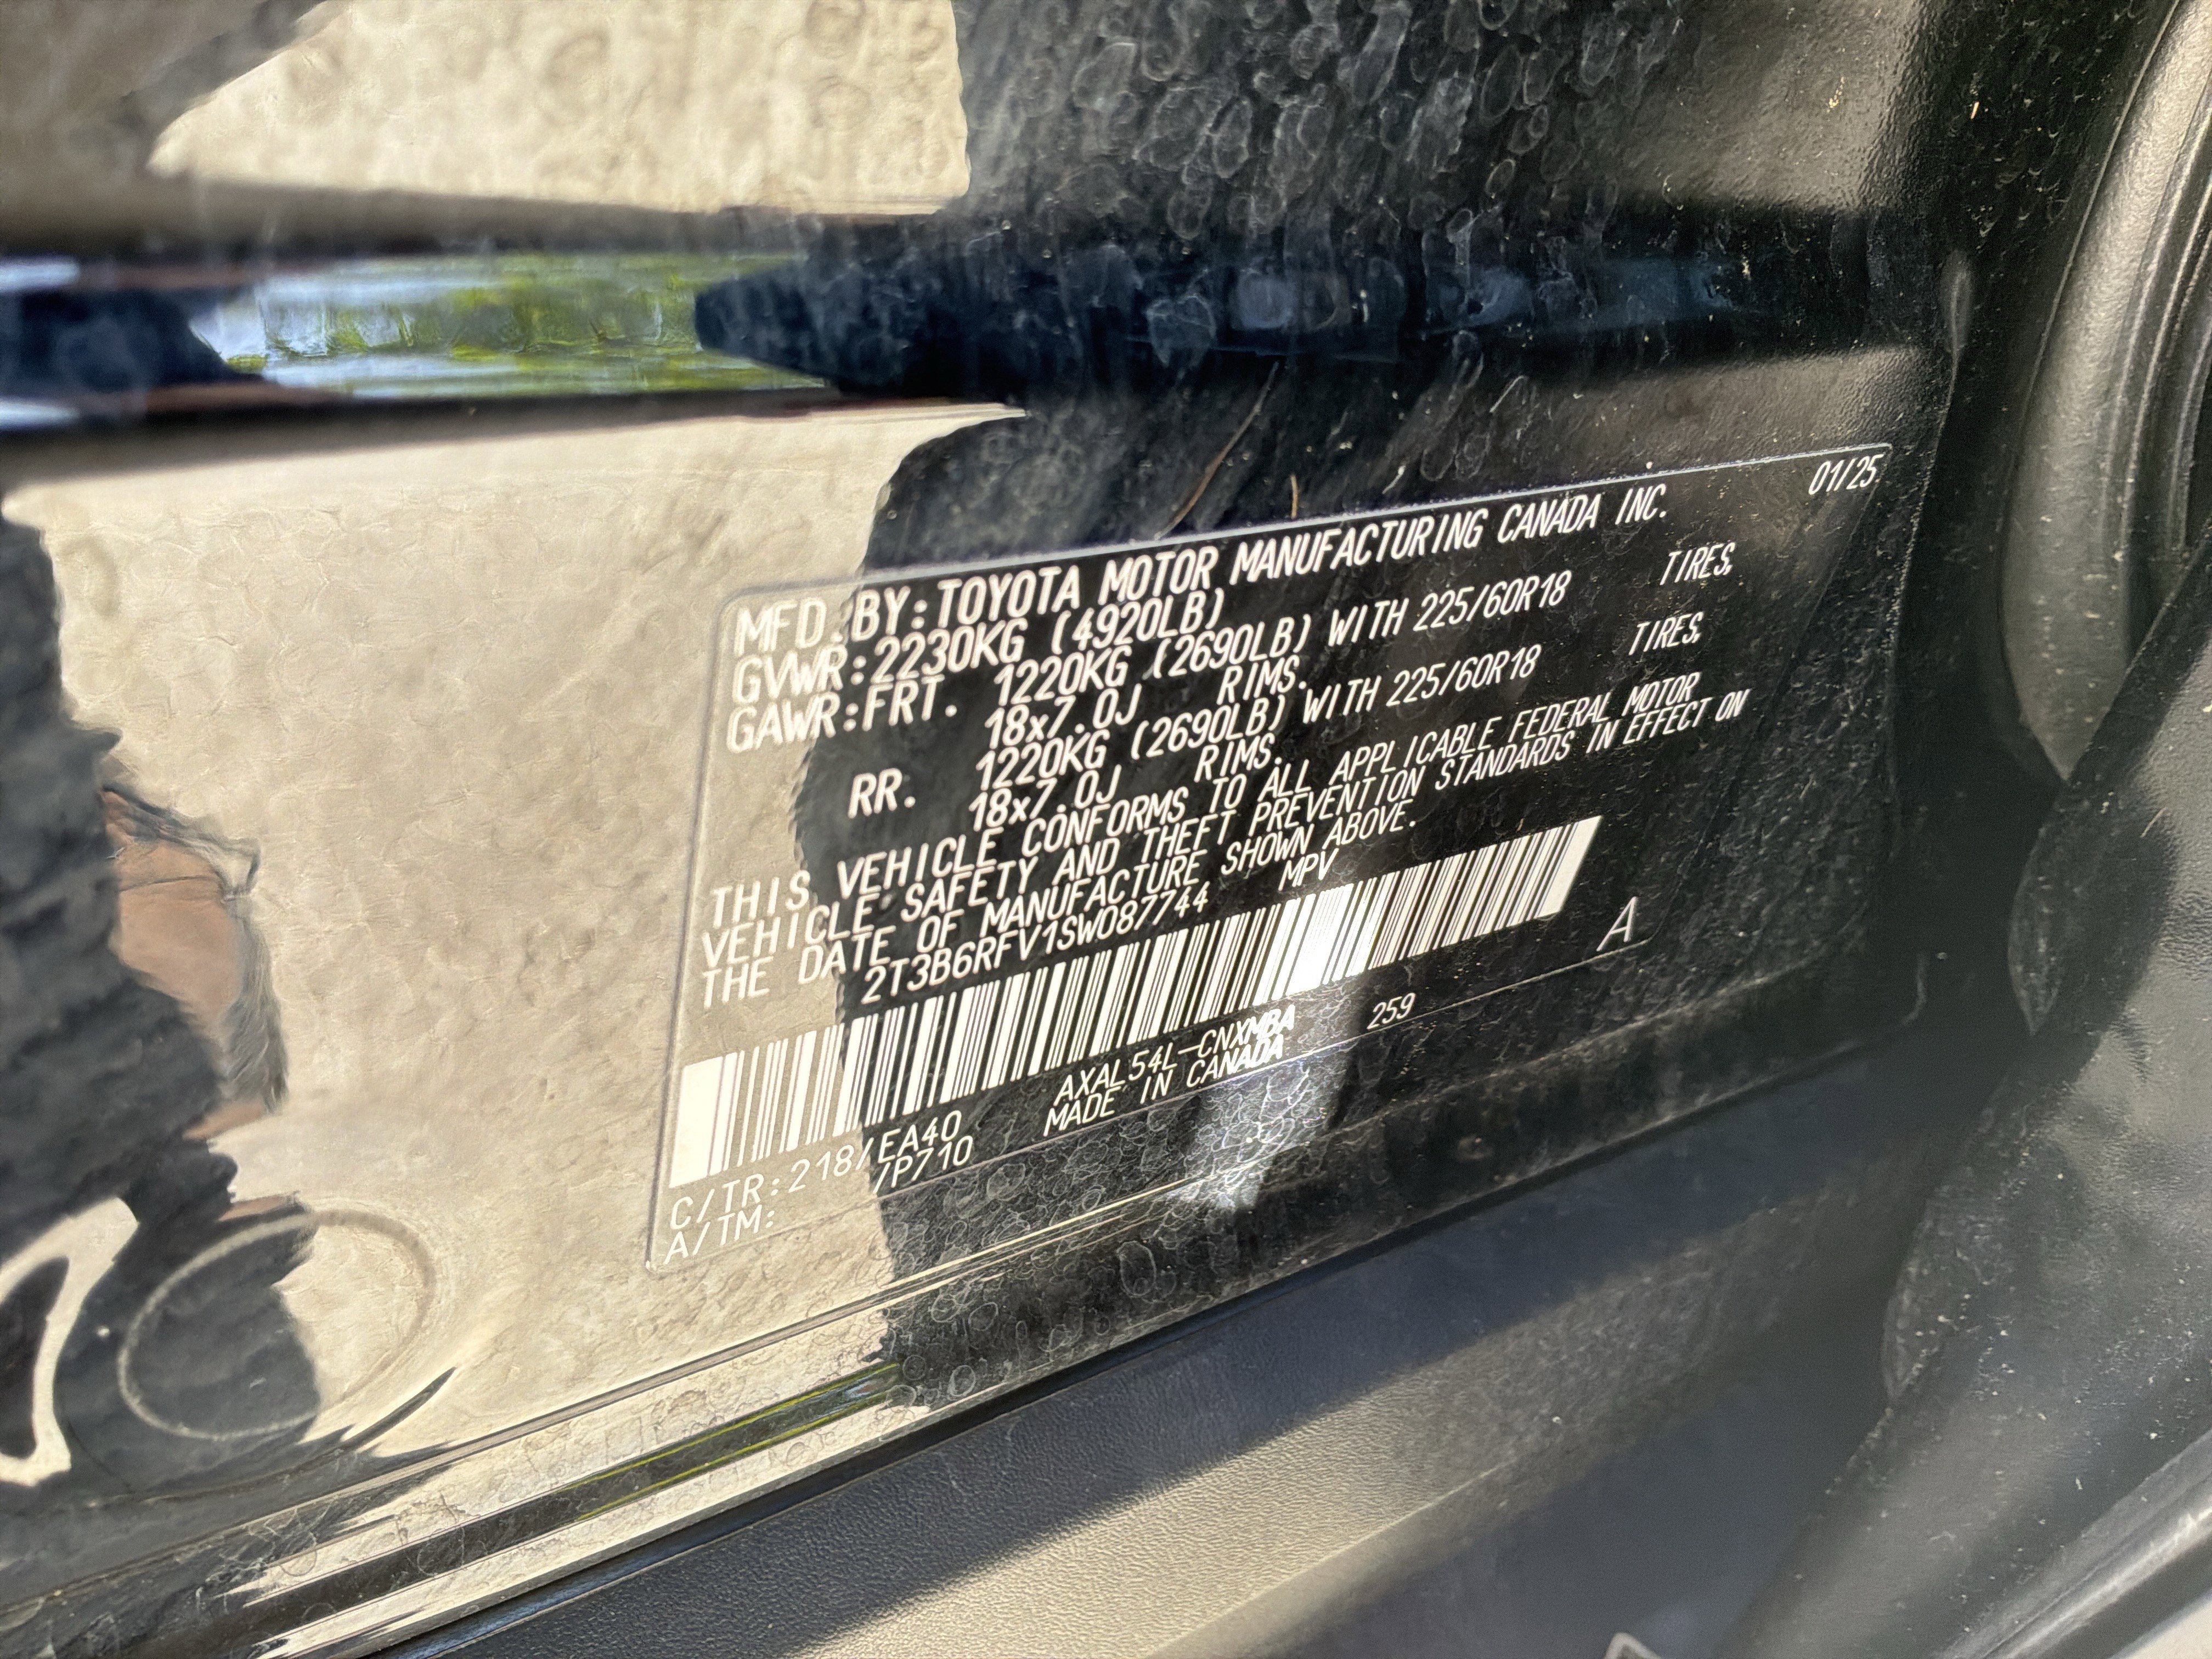 01/25
MFD. BY: TOYOTA MOTOR MANUFACTURING CANADA INC.
GVWR: 2230KG (4920LB)
GAWR: FRT. 1220KG (2690LB) WITH 225/60R18 TIRES,
18x7.0J RIMS.
RR. 1220KG (2690LB) WITH 225/60R18 TIRES,
18x7.0J RIMS.
THIS VEHICLE CONFORMS TO ALL APPLICABLE FEDERAL MOTOR
VEHICLE SAFETY AND THEFT PREVENTION STANDARDS IN EFFECT ON
THE DATE OF MANUFACTURE SHOWN ABOVE.
2T3B6RFV1SW087744 MPV
A
C/TR: 218/EA40 AXAL54L-CNXMBA 259
A/TM: /P710 MADE IN CANADA